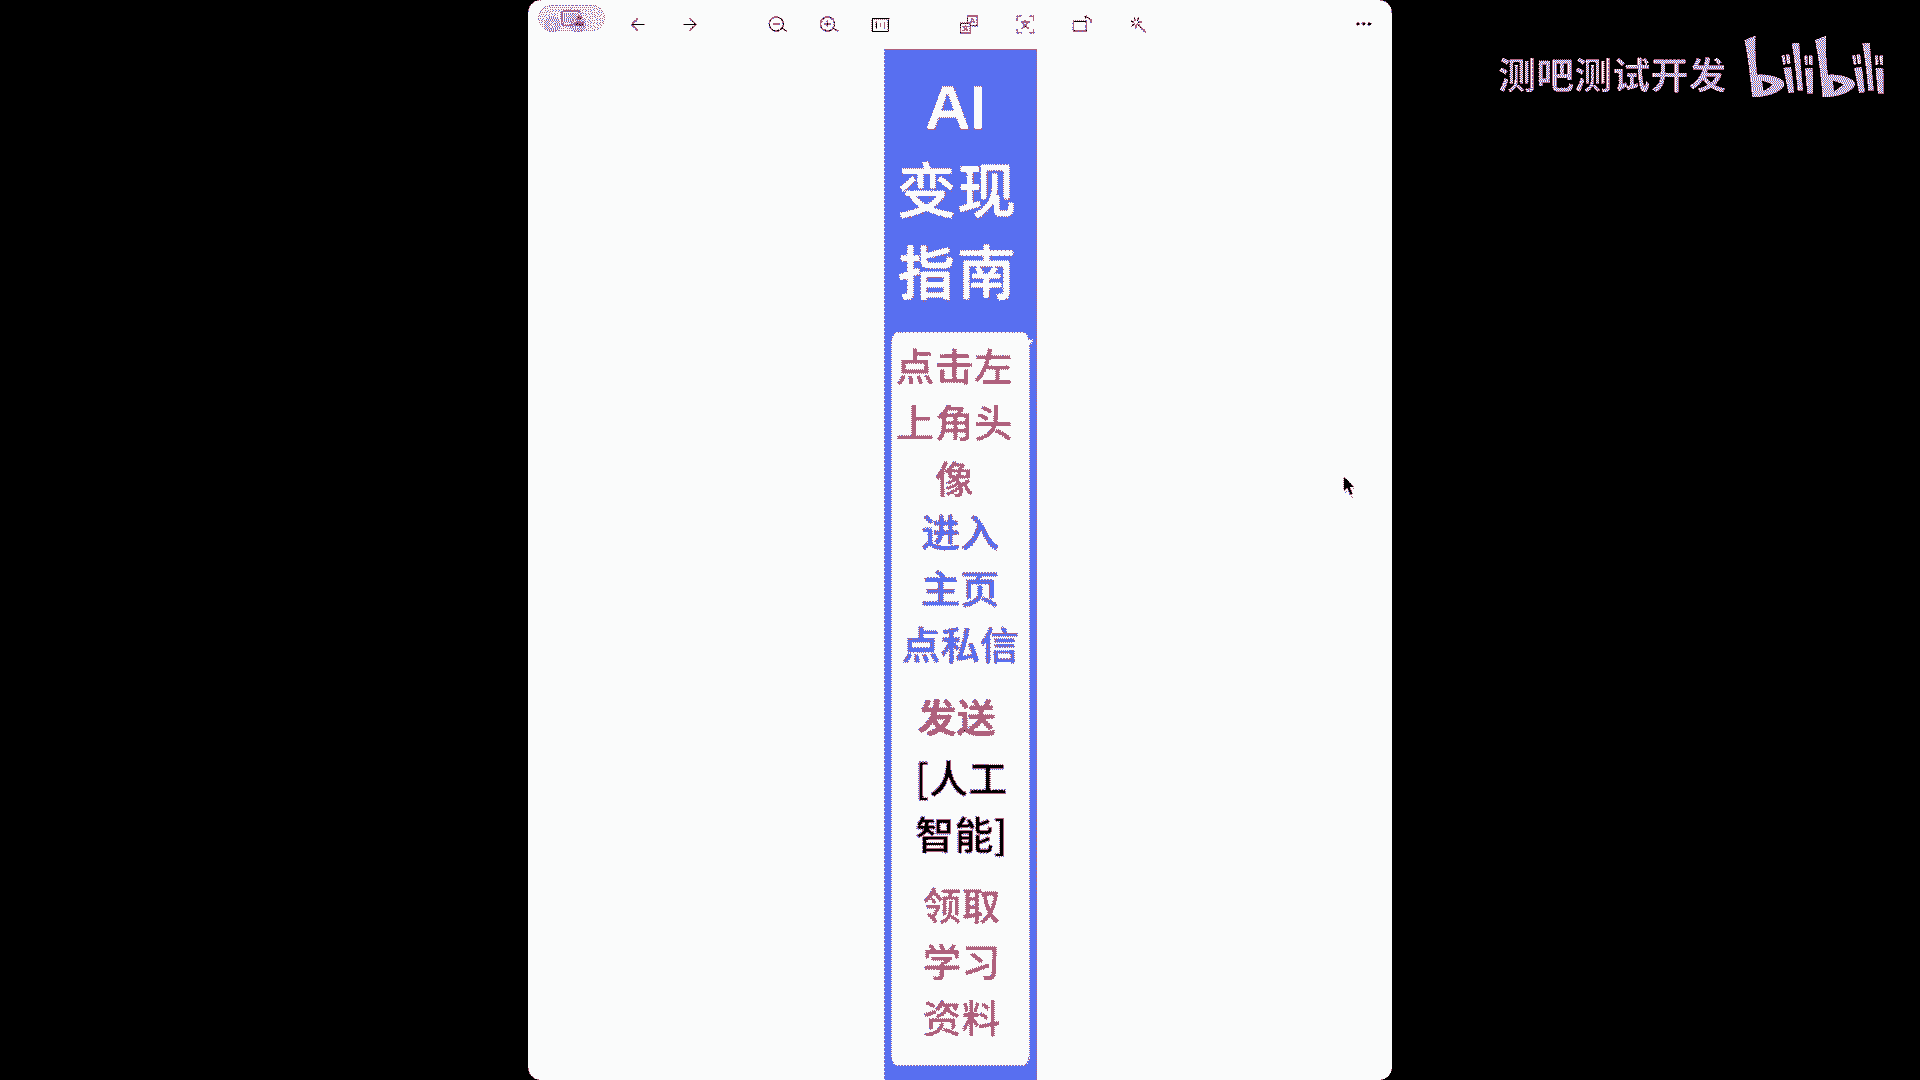 测吧测试开发 bilibili
AI
变现
指南
点击左
上角头
像
进入
主页
点私信
发送
[人工
智能]
领取
学习
资料